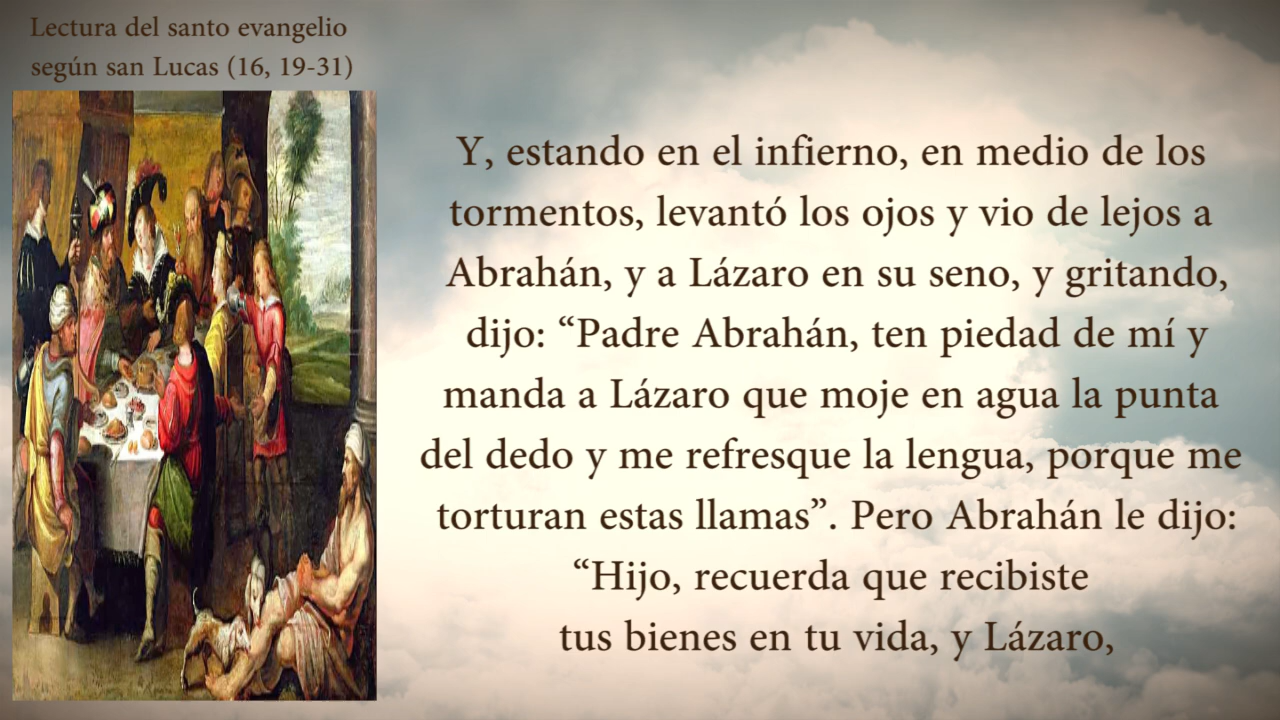 Lectura del santo evangelio
según san Lucas (16, 19-31)
Y, estando en el infierno, en medio de los
tormentos, levantó los ojos y vio de lejos a
Abrahán, y a Lázaro en su seno, y gritando,
dijo: “Padre Abrahán, ten piedad de mí y
manda a Lázaro que moje en agua la punta
del dedo y me refresque la lengua, porque me
torturan estas llamas”. Pero Abrahán le dijo:
“Hijo, recuerda que recibiste
tus bienes en tu vida, y Lázaro,